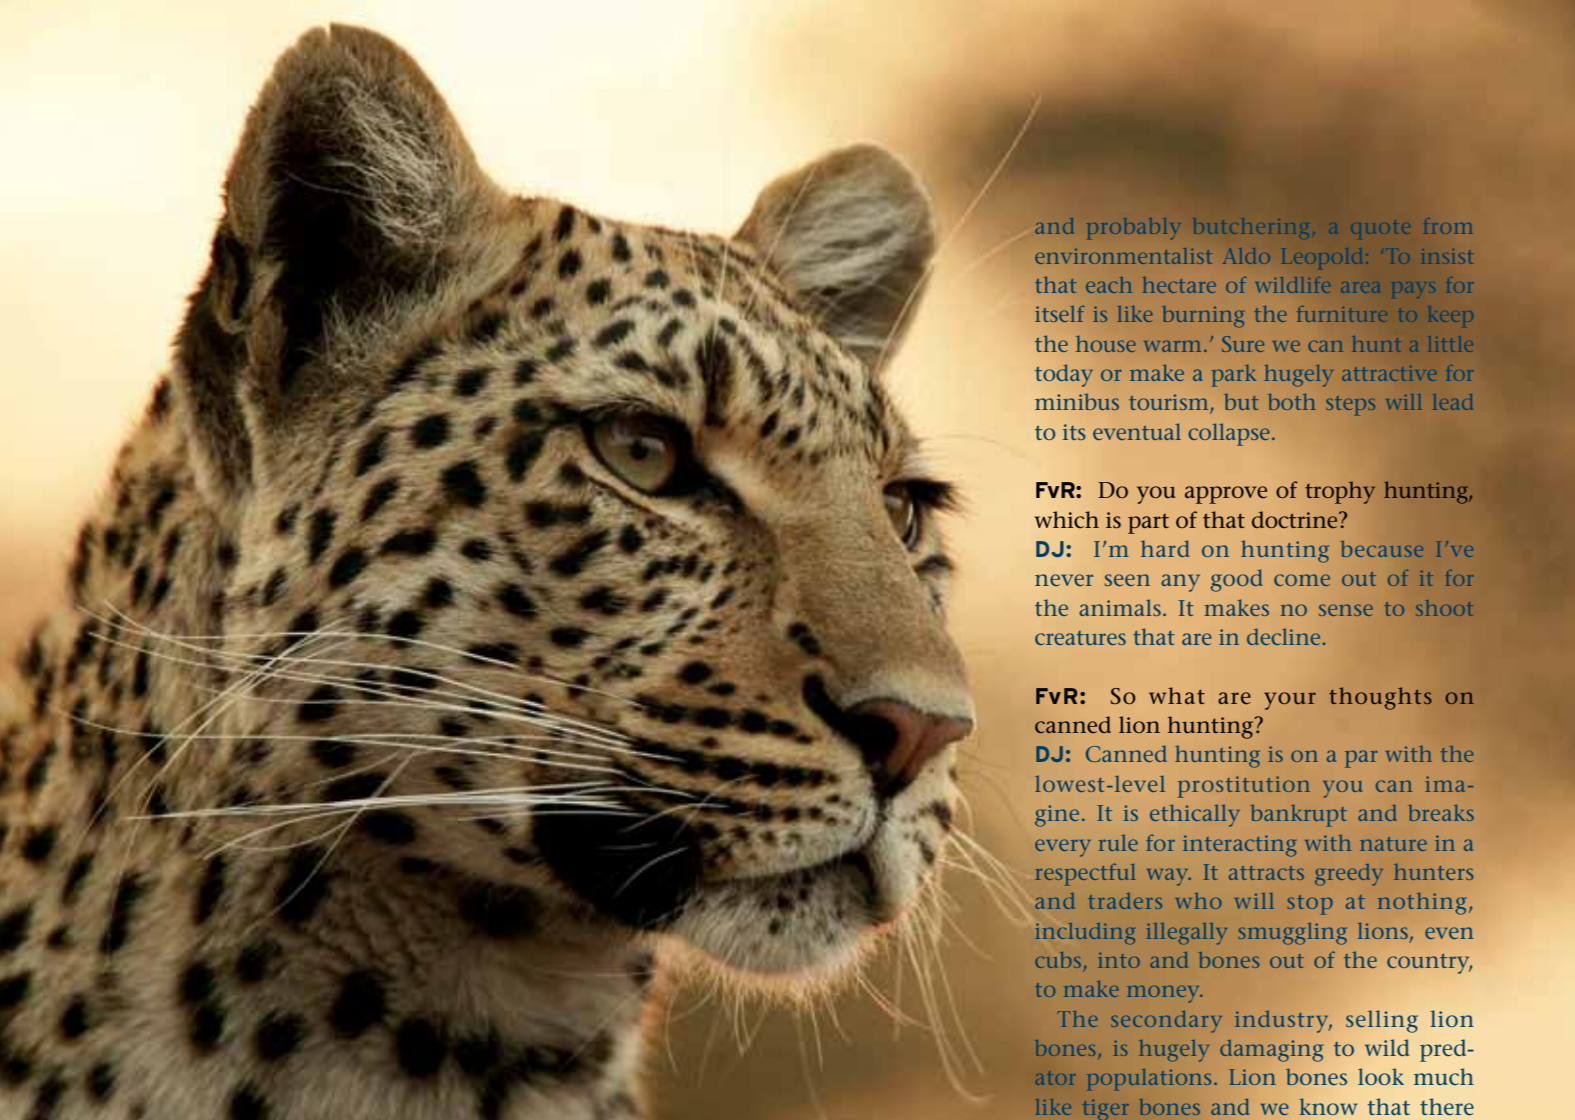 and probably butchering, a quote from
environmentalist Aldo Leopold: ‘To insist
that each hectare of wildlife area pays for
itself is like burning the furniture to keep
the house warm.’ Sure we can hunt a little
today or make a park hugely attractive for
minibus tourism, but both steps will lead
to its eventual collapse.
FvR: Do you approve of trophy hunting,
which is part of that doctrine?
DJ: I’m hard on hunting because I’ve
never seen any good come out of it for
the animals. It makes no sense to shoot
creatures that are in decline.
FvR: So what are your thoughts on
canned lion hunting?
DJ: Canned hunting is on a par with the
lowest-level prostitution you can ima-
gine. It is ethically bankrupt and breaks
every rule for interacting with nature in a
respectful way. It attracts greedy hunters
and traders who will stop at nothing,
including illegally smuggling lions, even
cubs, into and bones out of the country,
to make money.
The secondary industry, selling lion
bones, is hugely damaging to wild pred-
ator populations. Lion bones look much
like tiger bones and we know that there